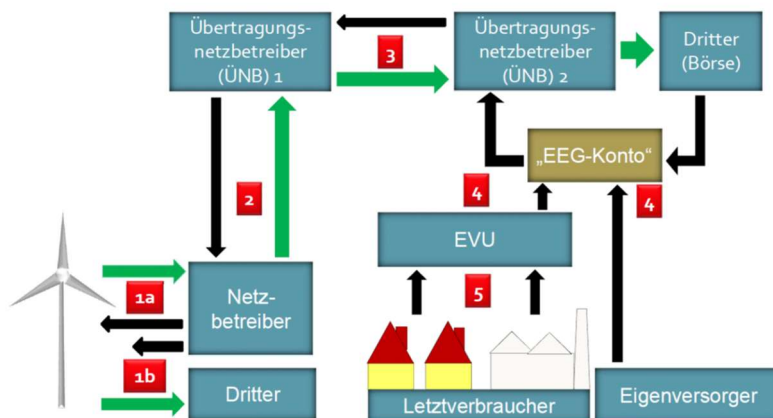 Übertragungs-
netzbetreiber
(ÜNB) 1
3
Übertragungs-
netzbetreiber
(ÜNB) 2
Dritter
(Börse)
„EEG-Konto“
2
4
4
EVU
1a
Netz-
betreiber
5
1b
Dritter
Letztverbraucher
Eigenversorger